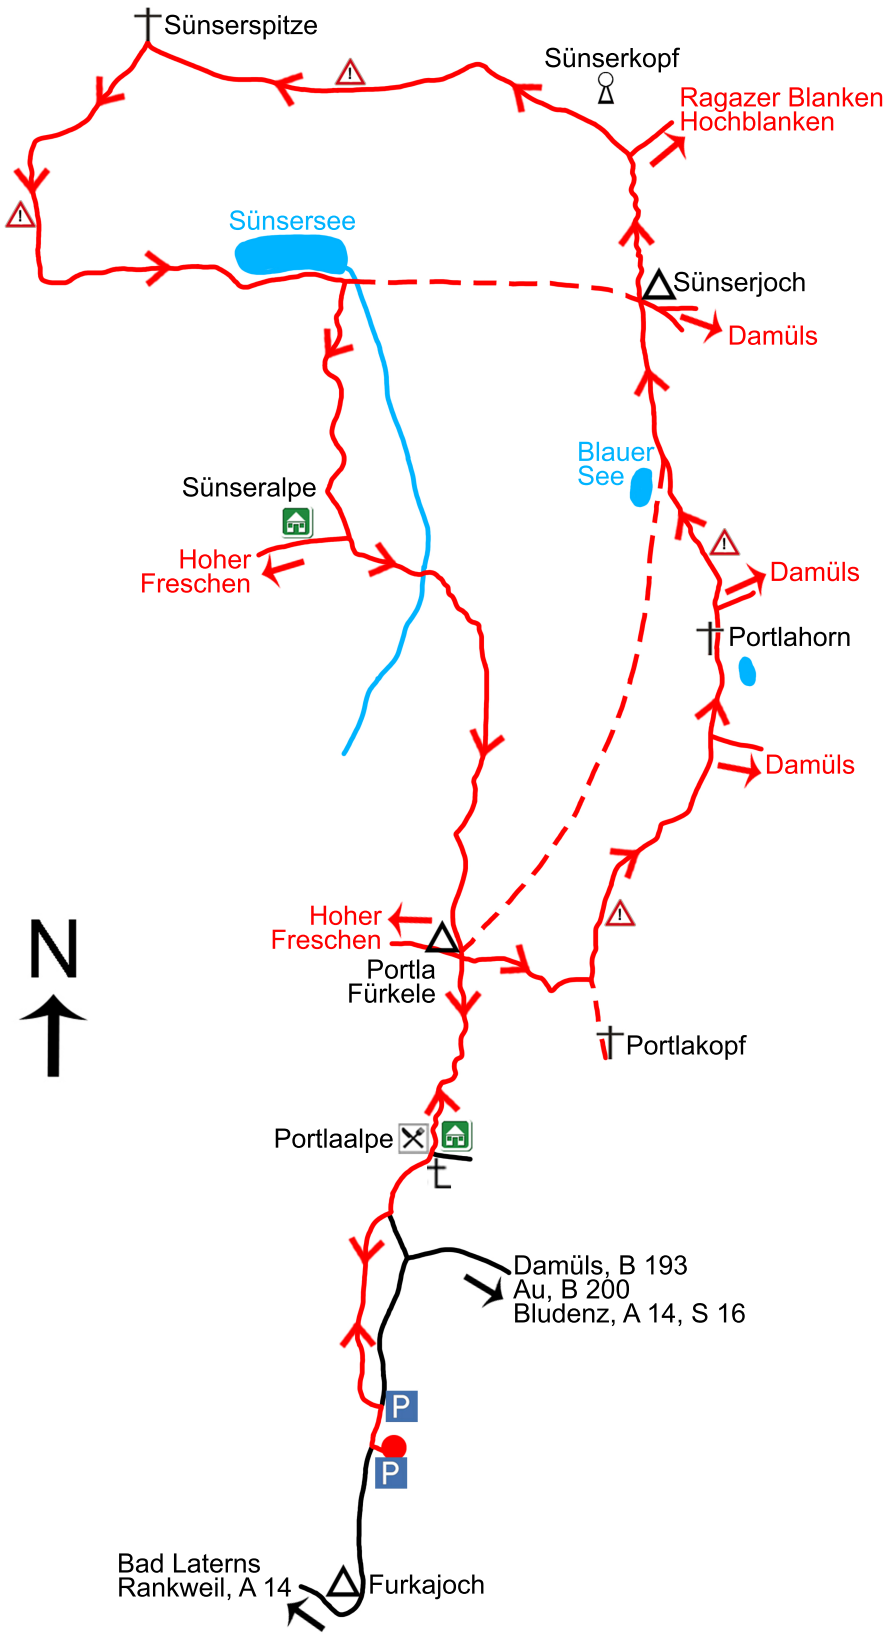 Sünserspitze
Sünserkopf
Ragazer Blanken
Hochblanken
Sünsersee
Sünserjoch
Damüls
Blauer
See
Sünseralpe
Hoher
Freschen
Damüls
Portlahorn
Damüls
Hoher
Freschen
N
Portla
Fürkele
Portlakopf
Portlaalpe
Damüls, B 193
Au, B 200
Bludenz, A 14, S 16
P
P
Bad Laterns
Rankweil, A 14
Furkajoch